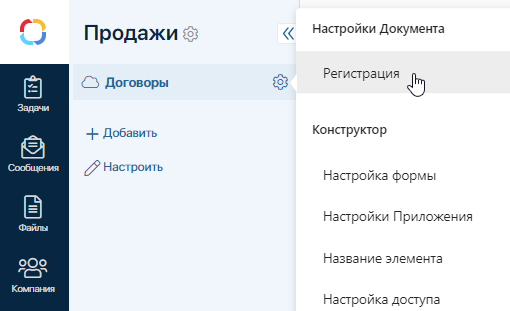 Продажи
Настройки Документа
Договоры
Регистрация
Задачи
Добавить
Конструктор
Сообщения
Настроить
Настройка формы
Файлы
Настройки Приложения
Название элемента
Компания
Настройка доступа